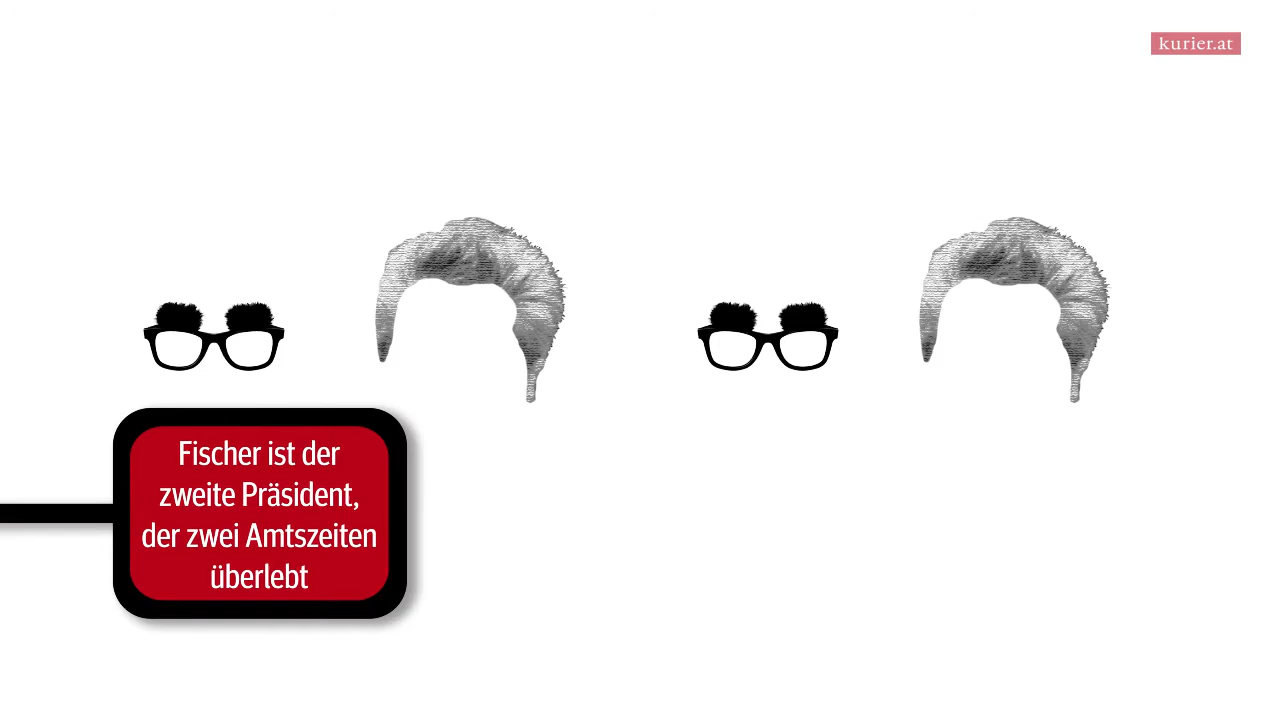 kurier.at
Fischer ist der
zweite Präsident,
der zwei Amtszeiten
überlebt